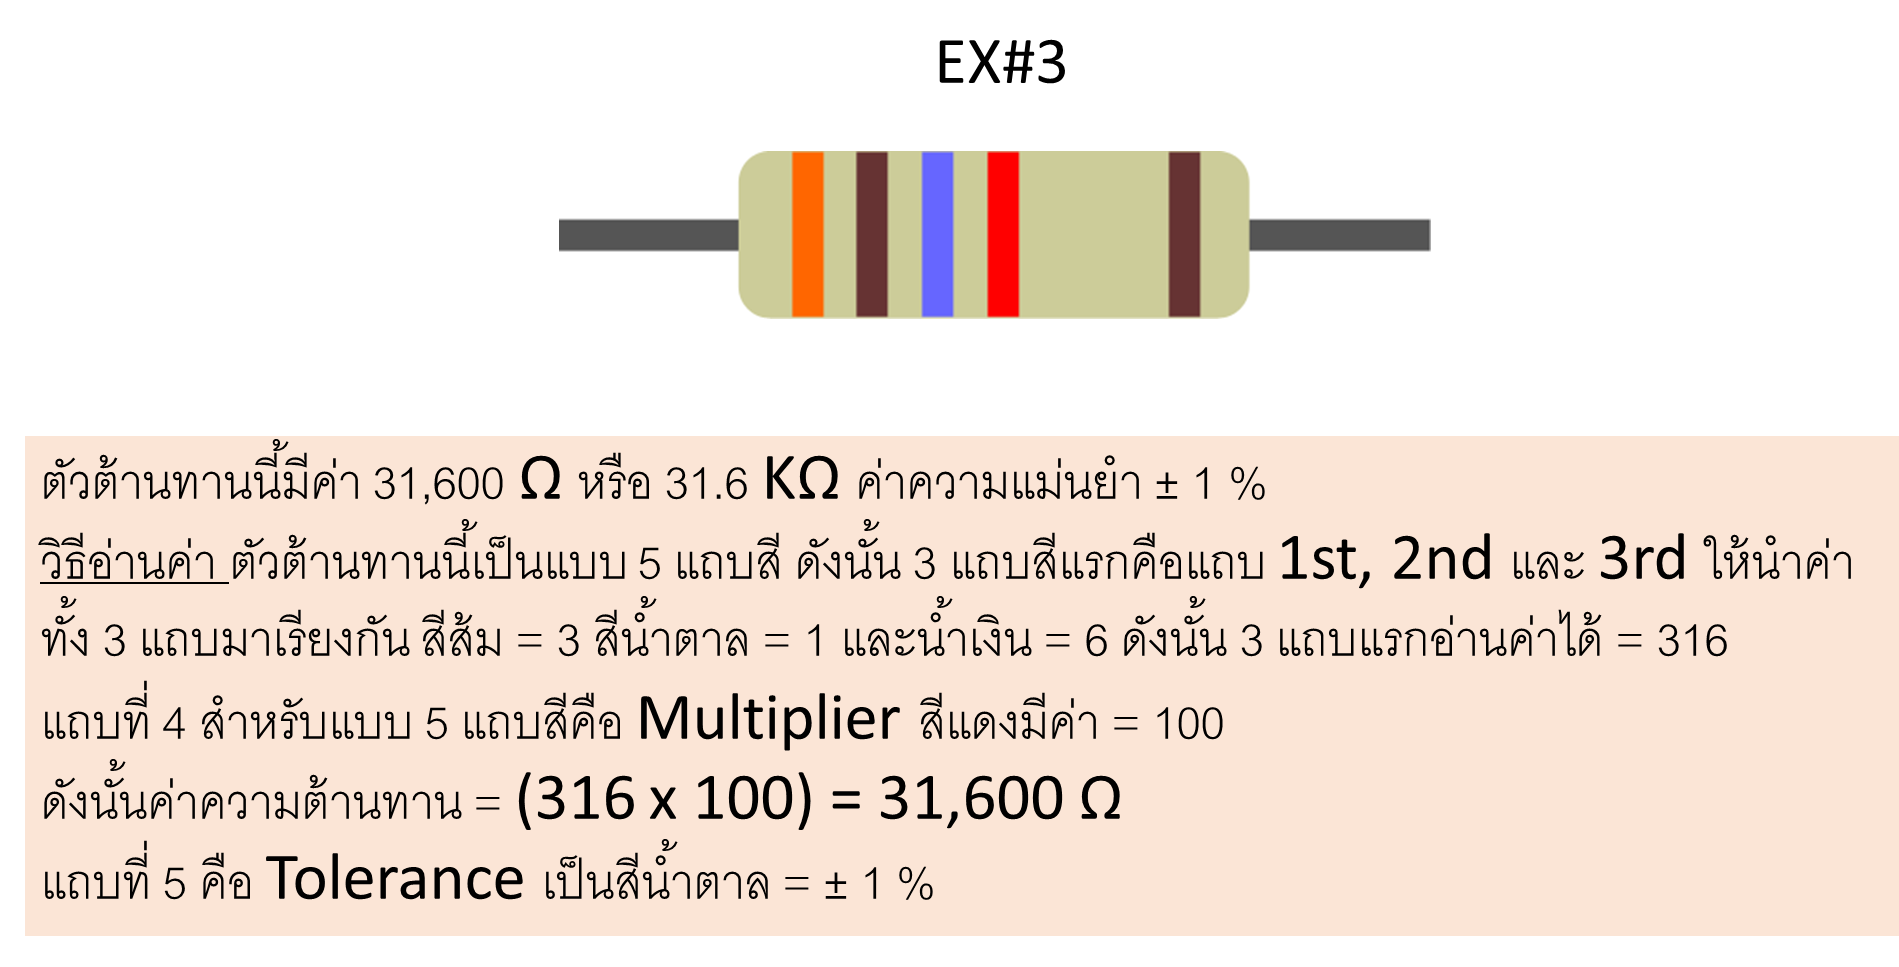 EX#3
ตัวต้านทานนี้มีค่า 31,600 Ω หรือ 31.6 KΩ ค่าความแม่นยำ ± 1 %
วิธีอ่านค่า ตัวต้านทานนี้เป็นแบบ 5 แถบสี ดังนั้น 3 แถบสีแรกคือแถบ 1st, 2nd และ 3rd ให้นำค่า
ทั้ง 3 แถบมาเรียงกัน สีส้ม = 3 สีน้ำตาล = 1 และน้ำเงิน = 6 ดังนั้น 3 แถบแรกอ่านค่าได้ = 316
แถบที่ 4 สำหรับแบบ 5 แถบสีคือ Multiplier สีแดงมีค่า = 100
ดังนั้นค่าความต้านทาน = (316 x 100) = 31,600 Ω
แถบที่ 5 คือ Tolerance เป็นสีน้ำตาล = ± 1 %